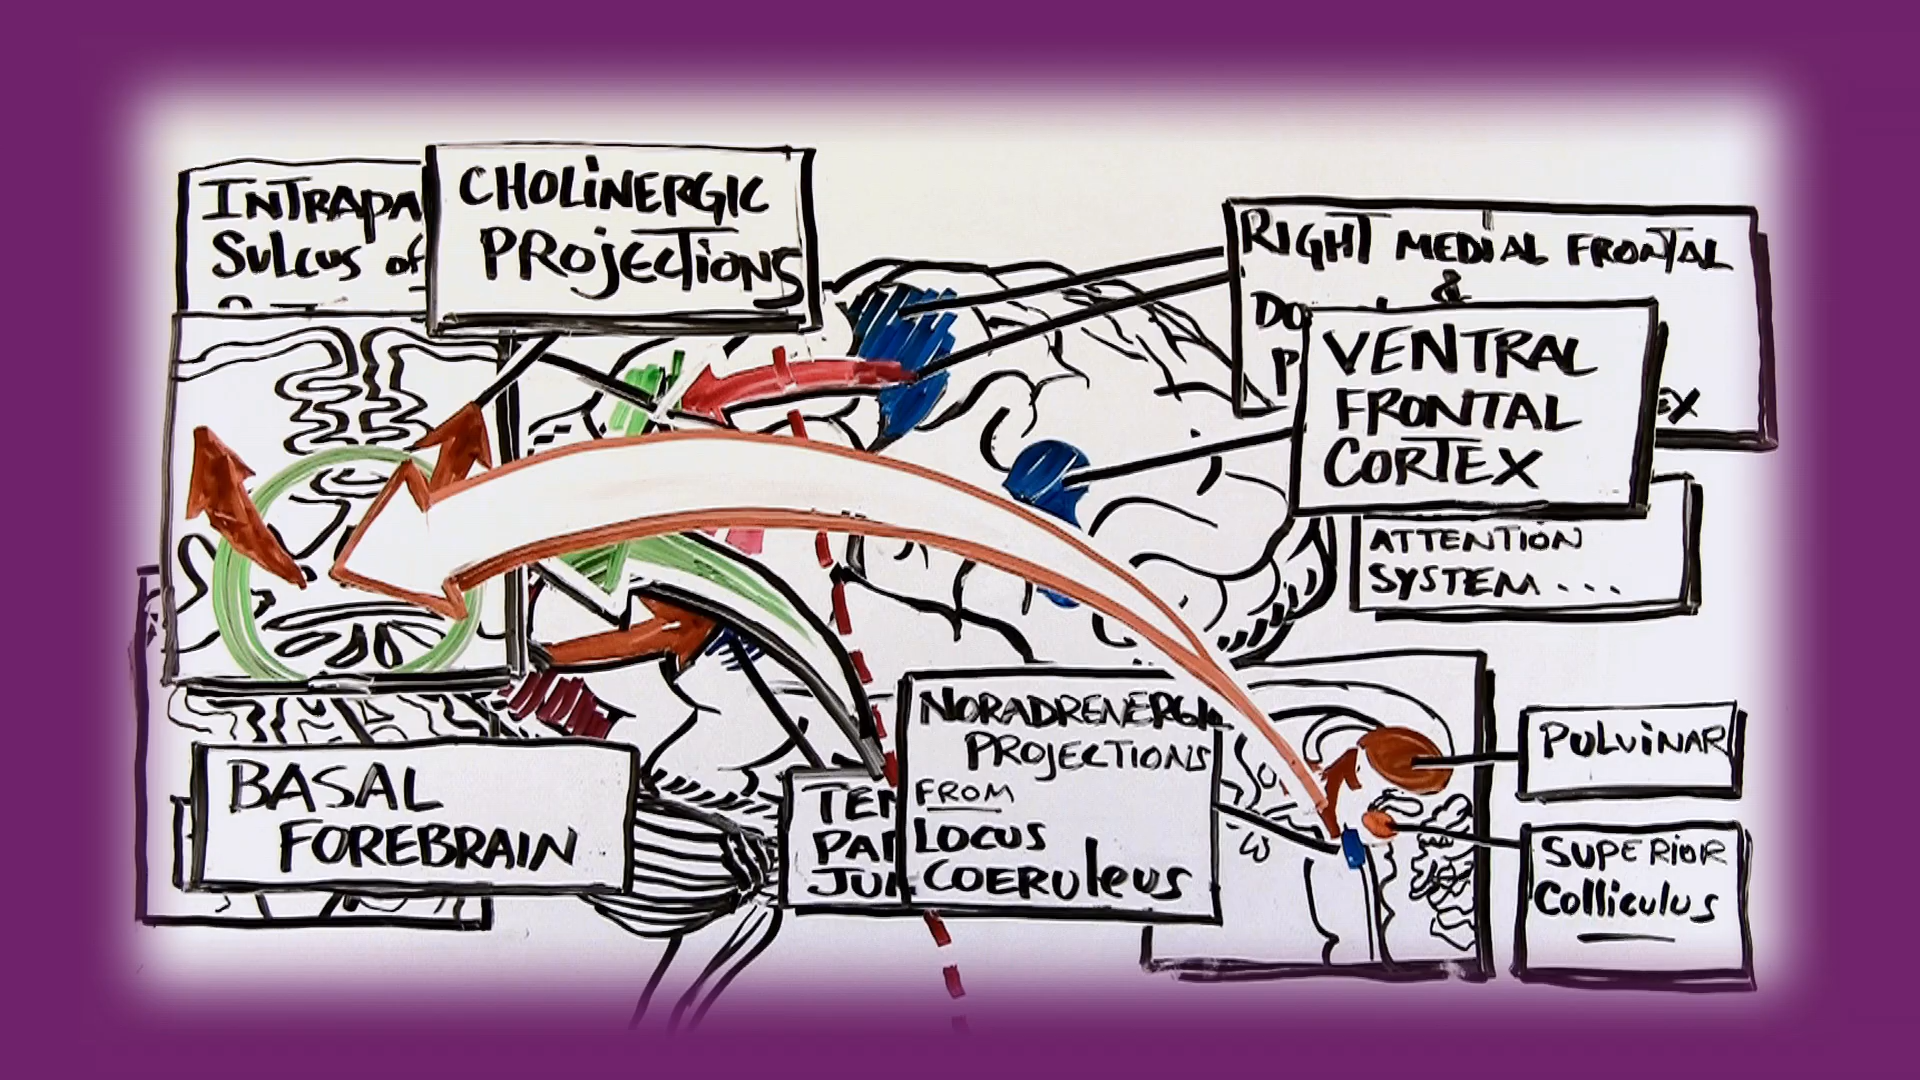 CHOLINERGIC
PROJECTIONS
SULCUS of
RIGHT MEDIAL FRONTAL
&
VENTRAL
FRONTAL
CORTEX
ATTENTION
SYSTEM...
BASAL
FOREBRAIN
NORADRENERGIC
PROJECTIONS
FROM
LOCUS
COERULEUS
PULVINAR
SUPERIOR
COLLICULUS